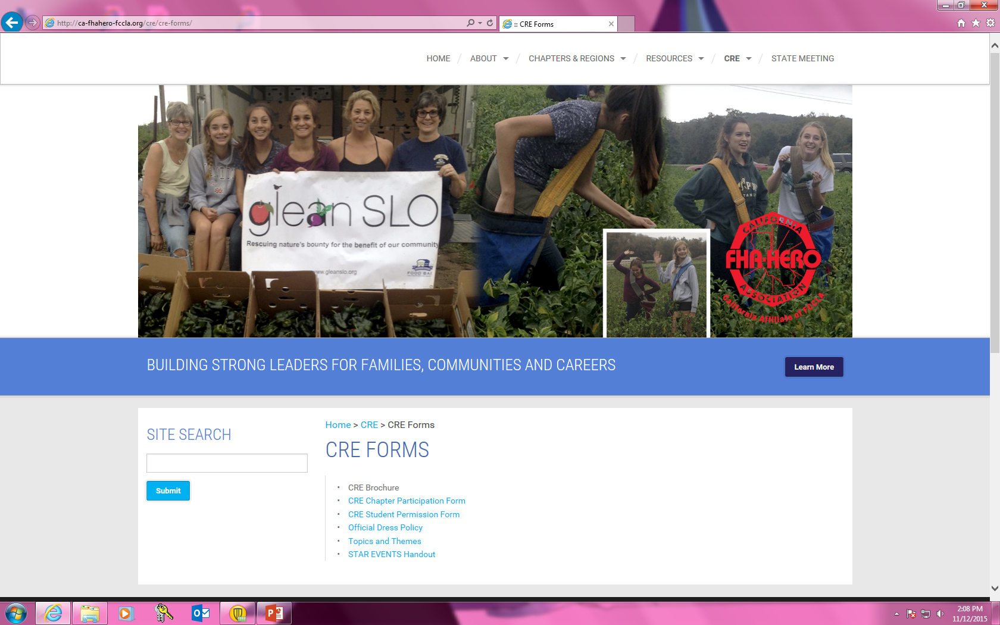 http://ca-fhahero-fccla.org/cre/cre-forms/
:: CRE Forms
HOME / ABOUT / CHAPTERS & REGIONS / RESOURCES / CRE / STATE MEETING
glean SLO
Rescuing nature's bounty for the benefit of our community
www.gleanslo.org
FOOD BA
CALIFORNIA
FHA-HERO
ASSOCIATION
California Affiliate of FCCLA
BUILDING STRONG LEADERS FOR FAMILIES, COMMUNITIES AND CAREERS
Learn More
SITE SEARCH
Submit
Home > CRE > CRE Forms
CRE FORMS
• CRE Brochure
• CRE Chapter Participation Form
• CRE Student Permission Form
• Official Dress Policy
• Topics and Themes
• STAR EVENTS Handout
2:08 PM
11/12/2015